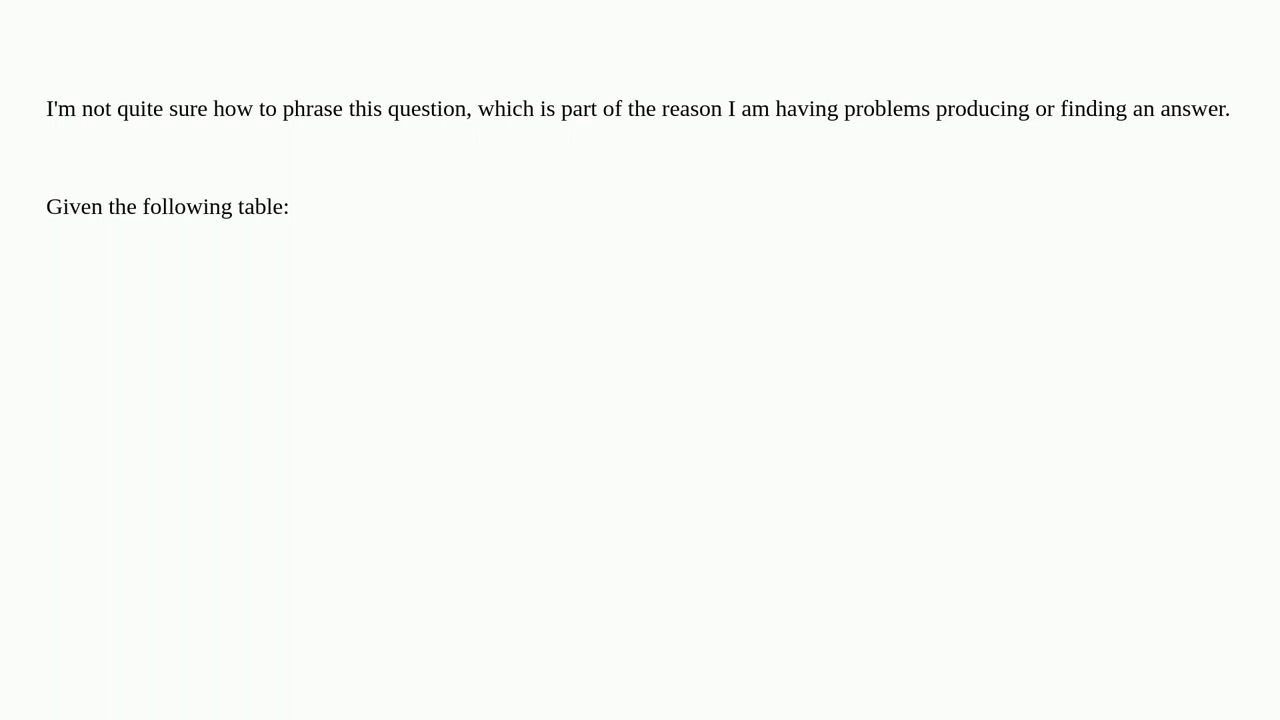 I'm not quite sure how to phrase this question, which is part of the reason I am having problems producing or finding an answer.
Given the following table: